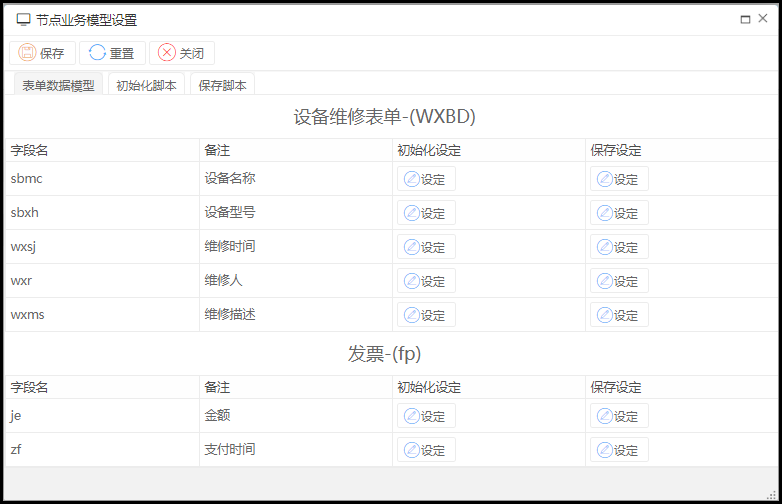 节点业务模型设置
保存 重置 关闭
表单数据模型 初始化脚本 保存脚本
设备维修表单-(WXBD)
字段名 备注 初始化设定 保存设定
sbmc 设备名称 设定 设定
sbxh 设备型号 设定 设定
wxsj 维修时间 设定 设定
wxr 维修人 设定 设定
wxms 维修描述 设定 设定
发票-(fp)
字段名 备注 初始化设定 保存设定
je 金额 设定 设定
zf 支付时间 设定 设定